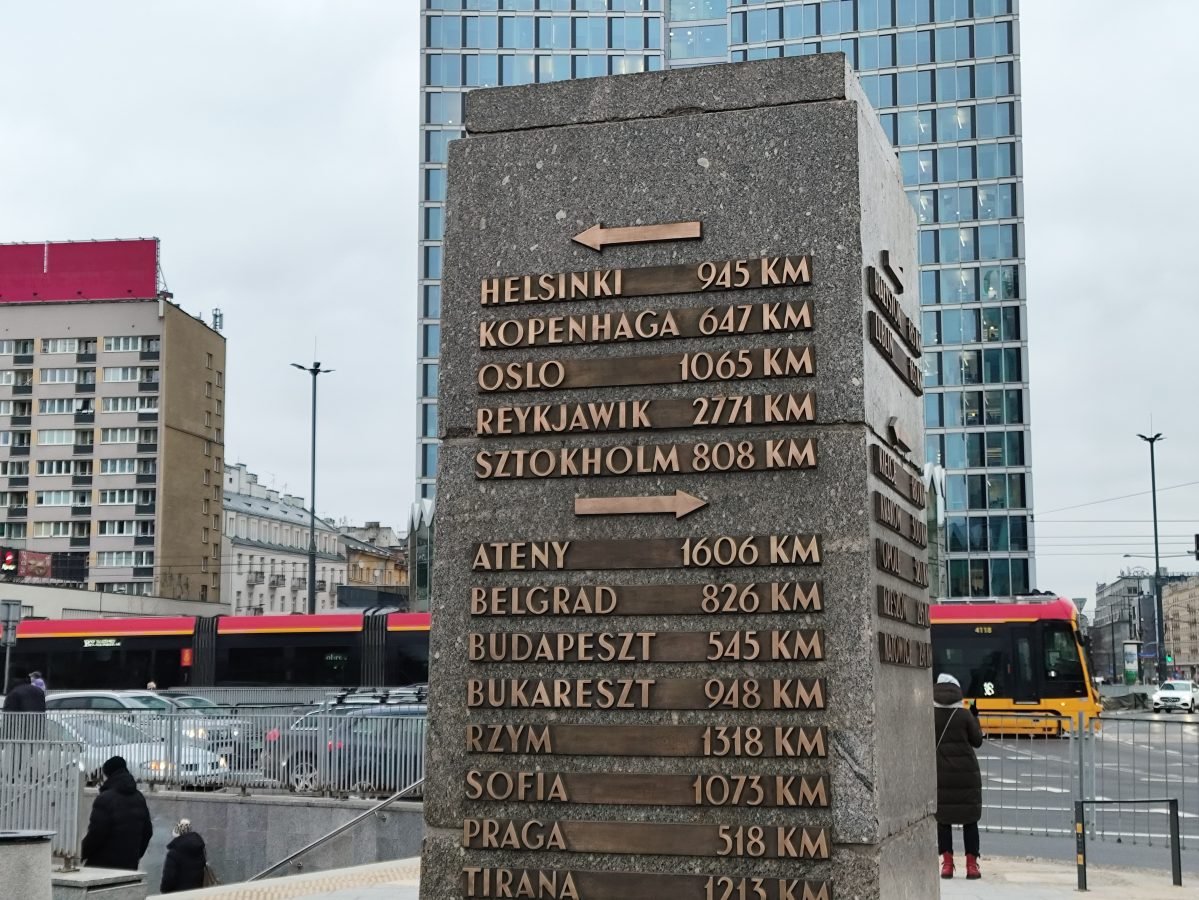 HELSINKI 945 KM
KOPENHAGA 647 KM
OSLO 1065 KM
REYKJAWIK 2771 KM
SZTOKHOLM 808 KM
ATENY 1606 KM
BELGRAD 826 KM
BUDAPESZT 545 KM
BUKARESZT 948 KM
RZYM 1318 KM
SOFIA 1073 KM
PRAGA 518 KM
TIRANA 1213 KM
4118